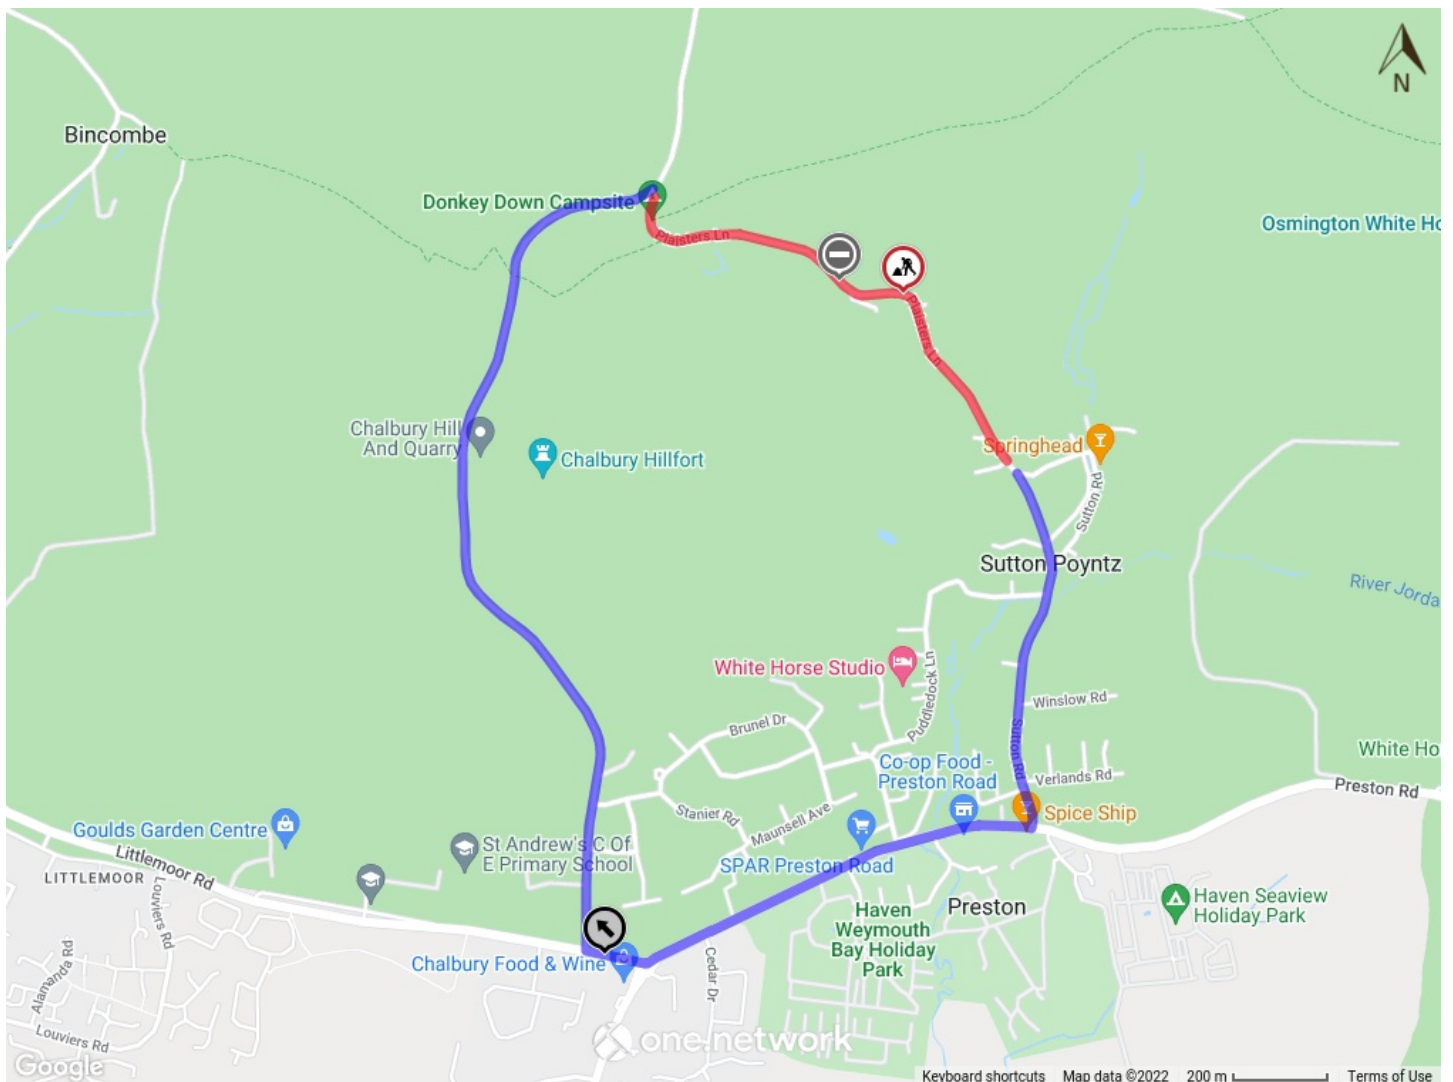 N
Bincombe
Donkey Down Campsite
Plaisters Ln
Osmington White Ho
Plaisters Ln
Chalbury Hill
And Quarry
Chalbury Hillfort
Springhead
Sutton Rd
Sutton Poyntz
River Jorda
White Horse Studio
Puddledock Ln
Winslow Rd
Brunel Dr
Sutton Rd
White Ho
Co-op Food -
Preston Road
Verlands Rd
Preston Rd
Stanier Rd
Maunsell Ave
Spice Ship
Goulds Garden Centre
St Andrew's C Of
E Primary School
SPAR Preston Road
Littlemoor Rd
LITTLEMOOR
Louviers Rd
Haven Seaview
Holiday Park
Preston
Haven
Weymouth
Bay Holiday
Park
Chalbury Food & Wine
Cedar Dr
Alamanda Rd
Louviers Rd
one.network
Google
Keyboard shortcuts
Map data ©2022
200 m
Terms of Use